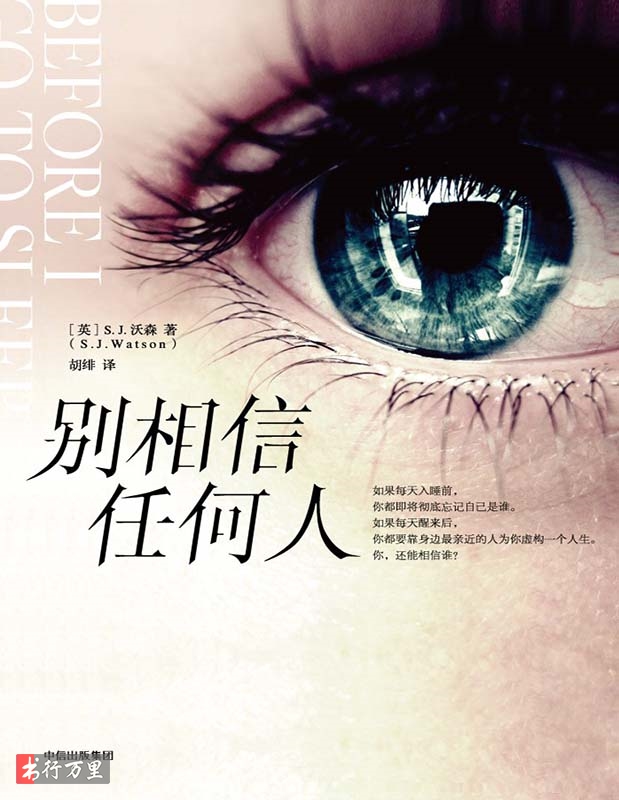 BEFORE I
GO TO SLEEP
[英] S.J.沃森 著
(S.J.Watson)
胡绯 译
别相信
任何人
如果每天入睡前，
你都即将彻底忘记自己是谁。
如果每天醒来后，
你都要靠身边最亲近的人为你虚构一个人生。
你，还能相信谁？
中信出版集团
书行万里